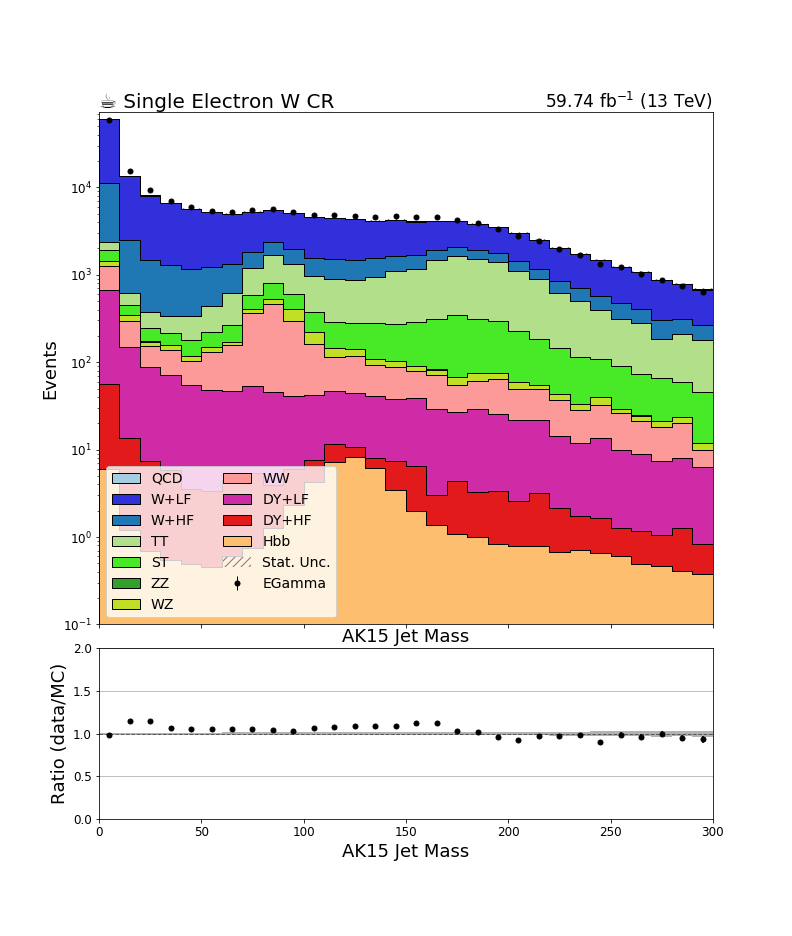 ☕ Single Electron W CR 59.74 fb⁻¹ (13 TeV)
Events
10⁴
10³
10²
10¹
10⁰
10⁻¹
QCD
W+LF
W+HF
TT
ST
ZZ
WZ
WW
DY+LF
DY+HF
Hbb
Stat. Unc.
EGamma
AK15 Jet Mass
Ratio (data/MC)
2.0
1.5
1.0
0.5
0.0
0 50 100 150 200 250 300
AK15 Jet Mass